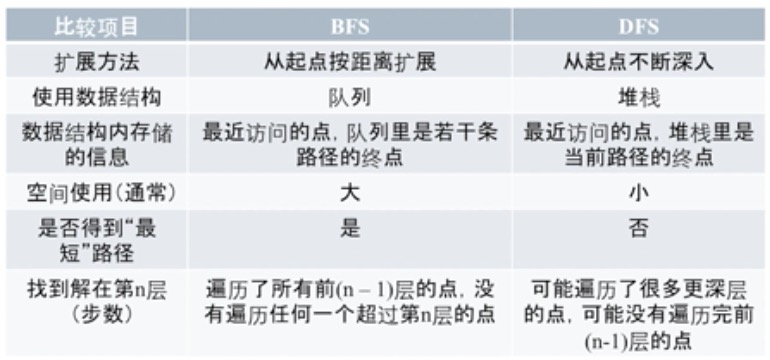 比较项目 BFS DFS
扩展方法 从起点按距离扩展 从起点不断深入
使用数据结构 队列 堆栈
数据结构内存储 最近访问的点, 队列里是若干条 最近访问的点, 堆栈里是
的信息 路径的终点 当前路径的终点
空间使用(通常) 大 小
是否得到“最 是 否
短”路径
找到解在第n层 遍历了所有前(n – 1)层的点, 没 可能遍历了很多更深层
(步数) 有遍历任何一个超过第n层的点 的点, 可能没有遍历完前
(n-1)层的点